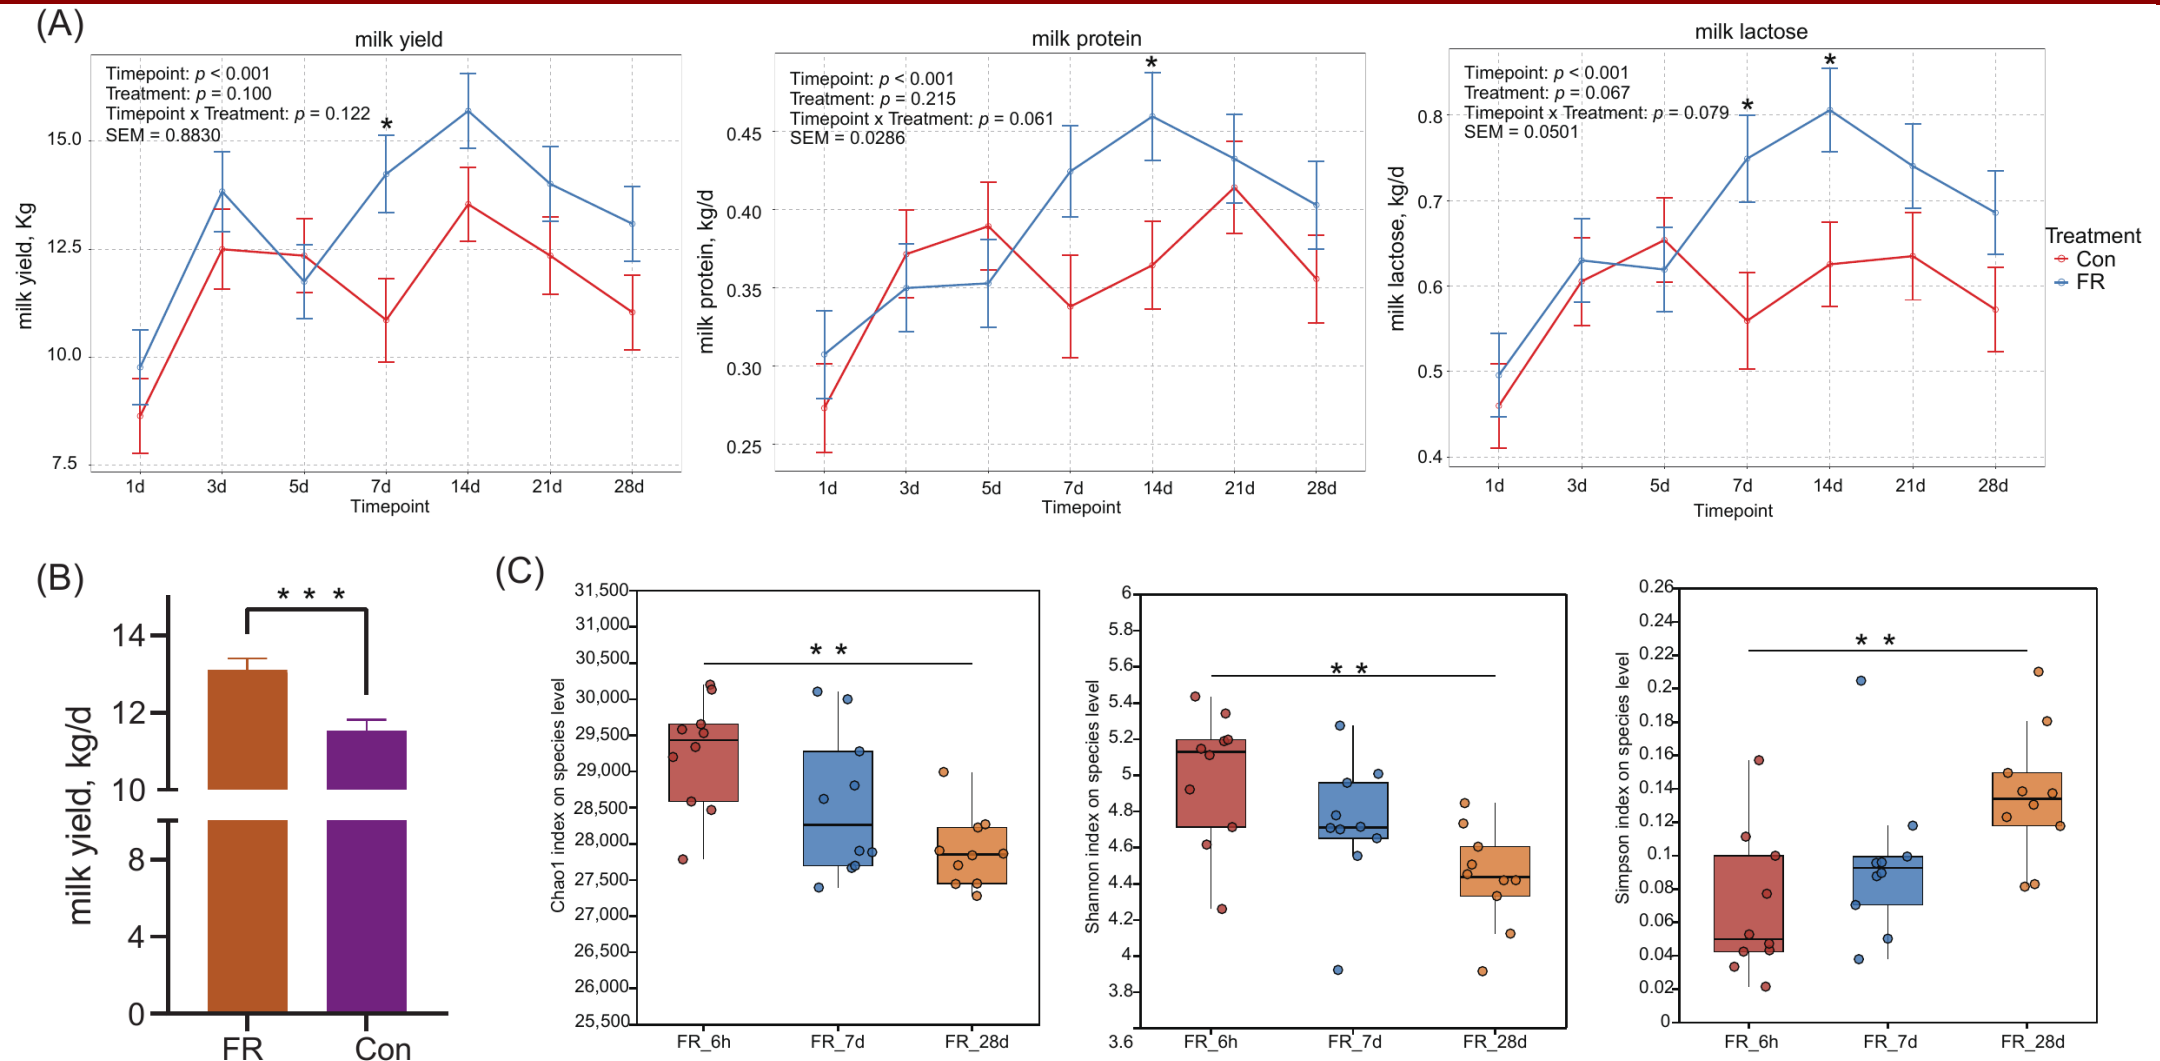 (A)
milk yield
Timepoint: p < 0.001
Treatment: p = 0.100
Timepoint x Treatment: p = 0.122
SEM = 0.8830
*
milk yield, Kg
15.0
12.5
10.0
7.5
1d 3d 5d 7d 14d 21d 28d
Timepoint
milk protein
Timepoint: p < 0.001
Treatment: p = 0.215
Timepoint x Treatment: p = 0.061
SEM = 0.0286
*
milk protein, kg/d
0.45
0.40
0.35
0.30
0.25
1d 3d 5d 7d 14d 21d 28d
Timepoint
milk lactose
Timepoint: p < 0.001
Treatment: p = 0.067
Timepoint x Treatment: p = 0.079
SEM = 0.0501
* *
milk lactose, kg/d
0.8
0.7
0.6
0.5
0.4
1d 3d 5d 7d 14d 21d 28d
Timepoint
Treatment
Con
FR
(B)
* * *
milk yield, kg/d
14
12
10
8
4
0
FR Con
(C)
Chao1 index on species level
31,500
31,000
30,500
30,000
29,500
29,000
28,500
28,000
27,500
27,000
26,500
26,000
25,500
* *
FR_6h FR_7d FR_28d
Shannon index on species level
6
5.8
5.6
5.4
5.2
5
4.8
4.6
4.4
4.2
4
3.8
3.6
* *
FR_6h FR_7d FR_28d
Simpson index on species level
0.26
0.24
0.22
0.2
0.18
0.16
0.14
0.12
0.1
0.08
0.06
0.04
0.02
0
* *
FR_6h FR_7d FR_28d